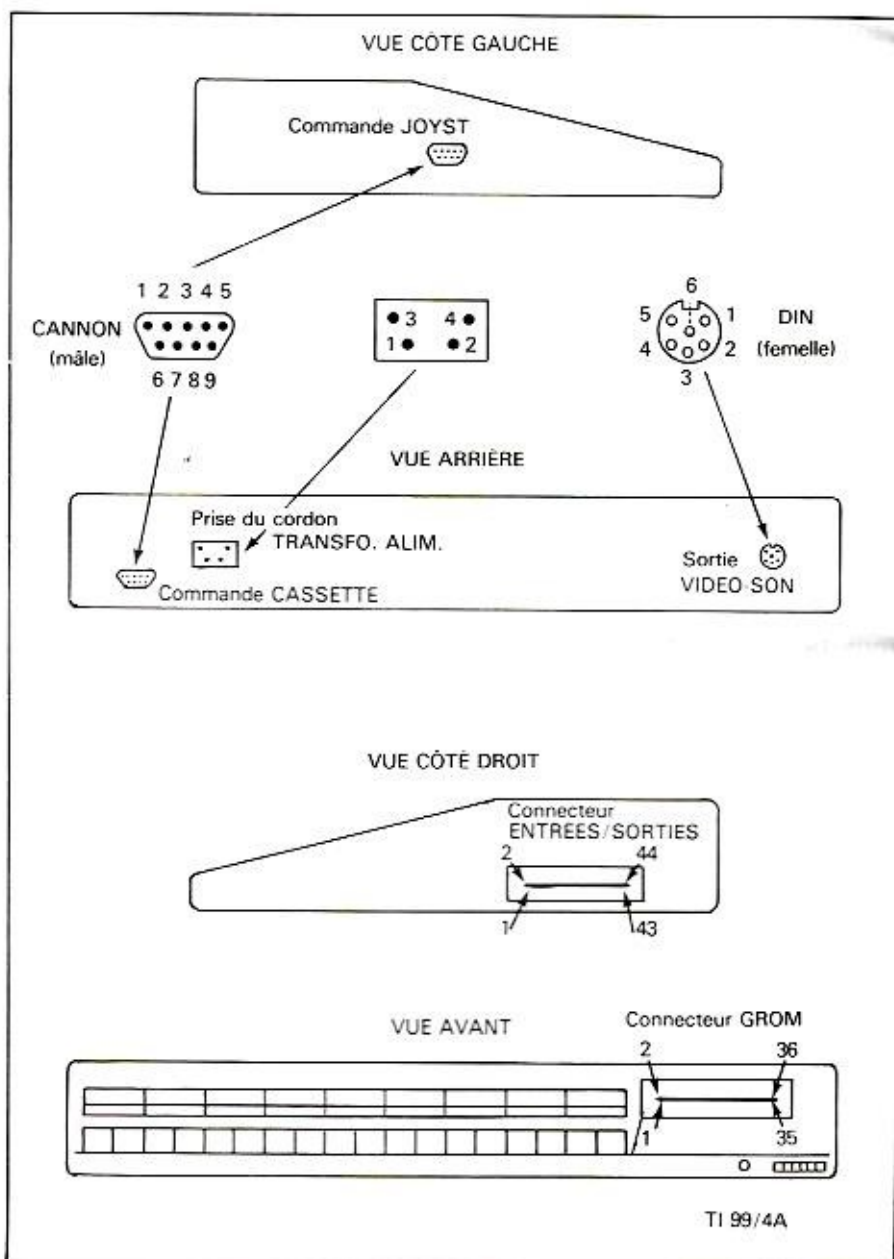 VUE CÔTE GAUCHE
Commande JOYST
1 2 3 4 5
CANNON
(mâle)
6 7 8 9
3 4
1 2
6
5 1
4 2
3
DIN
(femelle)
VUE ARRIÈRE
Prise du cordon
TRANSFO. ALIM.
Commande CASSETTE
Sortie
VIDEO-SON
VUE CÔTÉ DROIT
Connecteur
ENTREES/SORTIES
2 44
1 43
VUE AVANT
Connecteur GROM
2 36
1 35
TI 99/4A